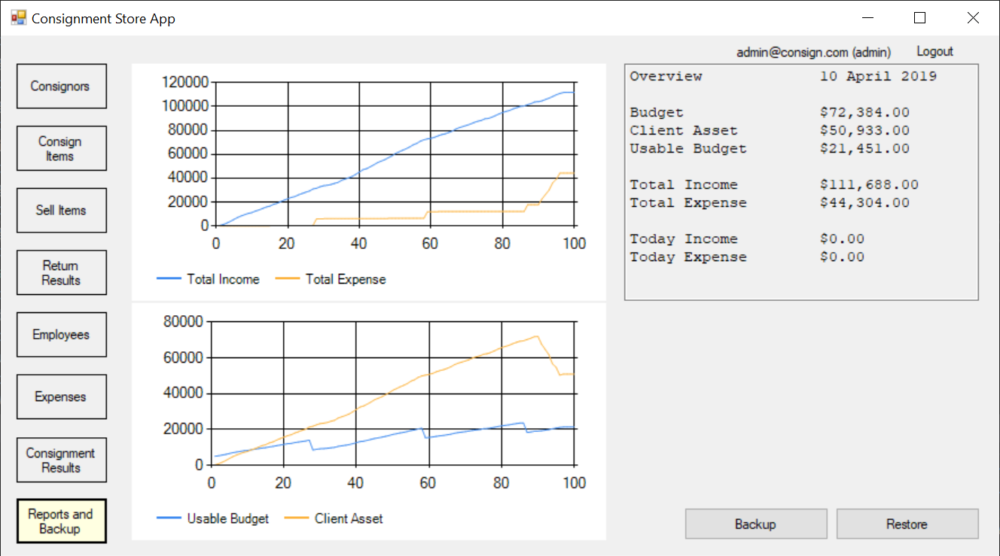 Consignment Store App
admin@consign.com (admin) Logout
Consignors
Consign
Items
Sell Items
Return
Results
Employees
Expenses
Consignment
Results
Reports and
Backup
120000
100000
80000
60000
40000
20000
0
0 20 40 60 80 100
Total Income Total Expense
80000
60000
40000
20000
0
0 20 40 60 80 100
Usable Budget Client Asset
Overview 10 April 2019
Budget $72,384.00
Client Asset $50,933.00
Usable Budget $21,451.00
Total Income $111,688.00
Total Expense $44,304.00
Today Income $0.00
Today Expense $0.00
Backup Restore